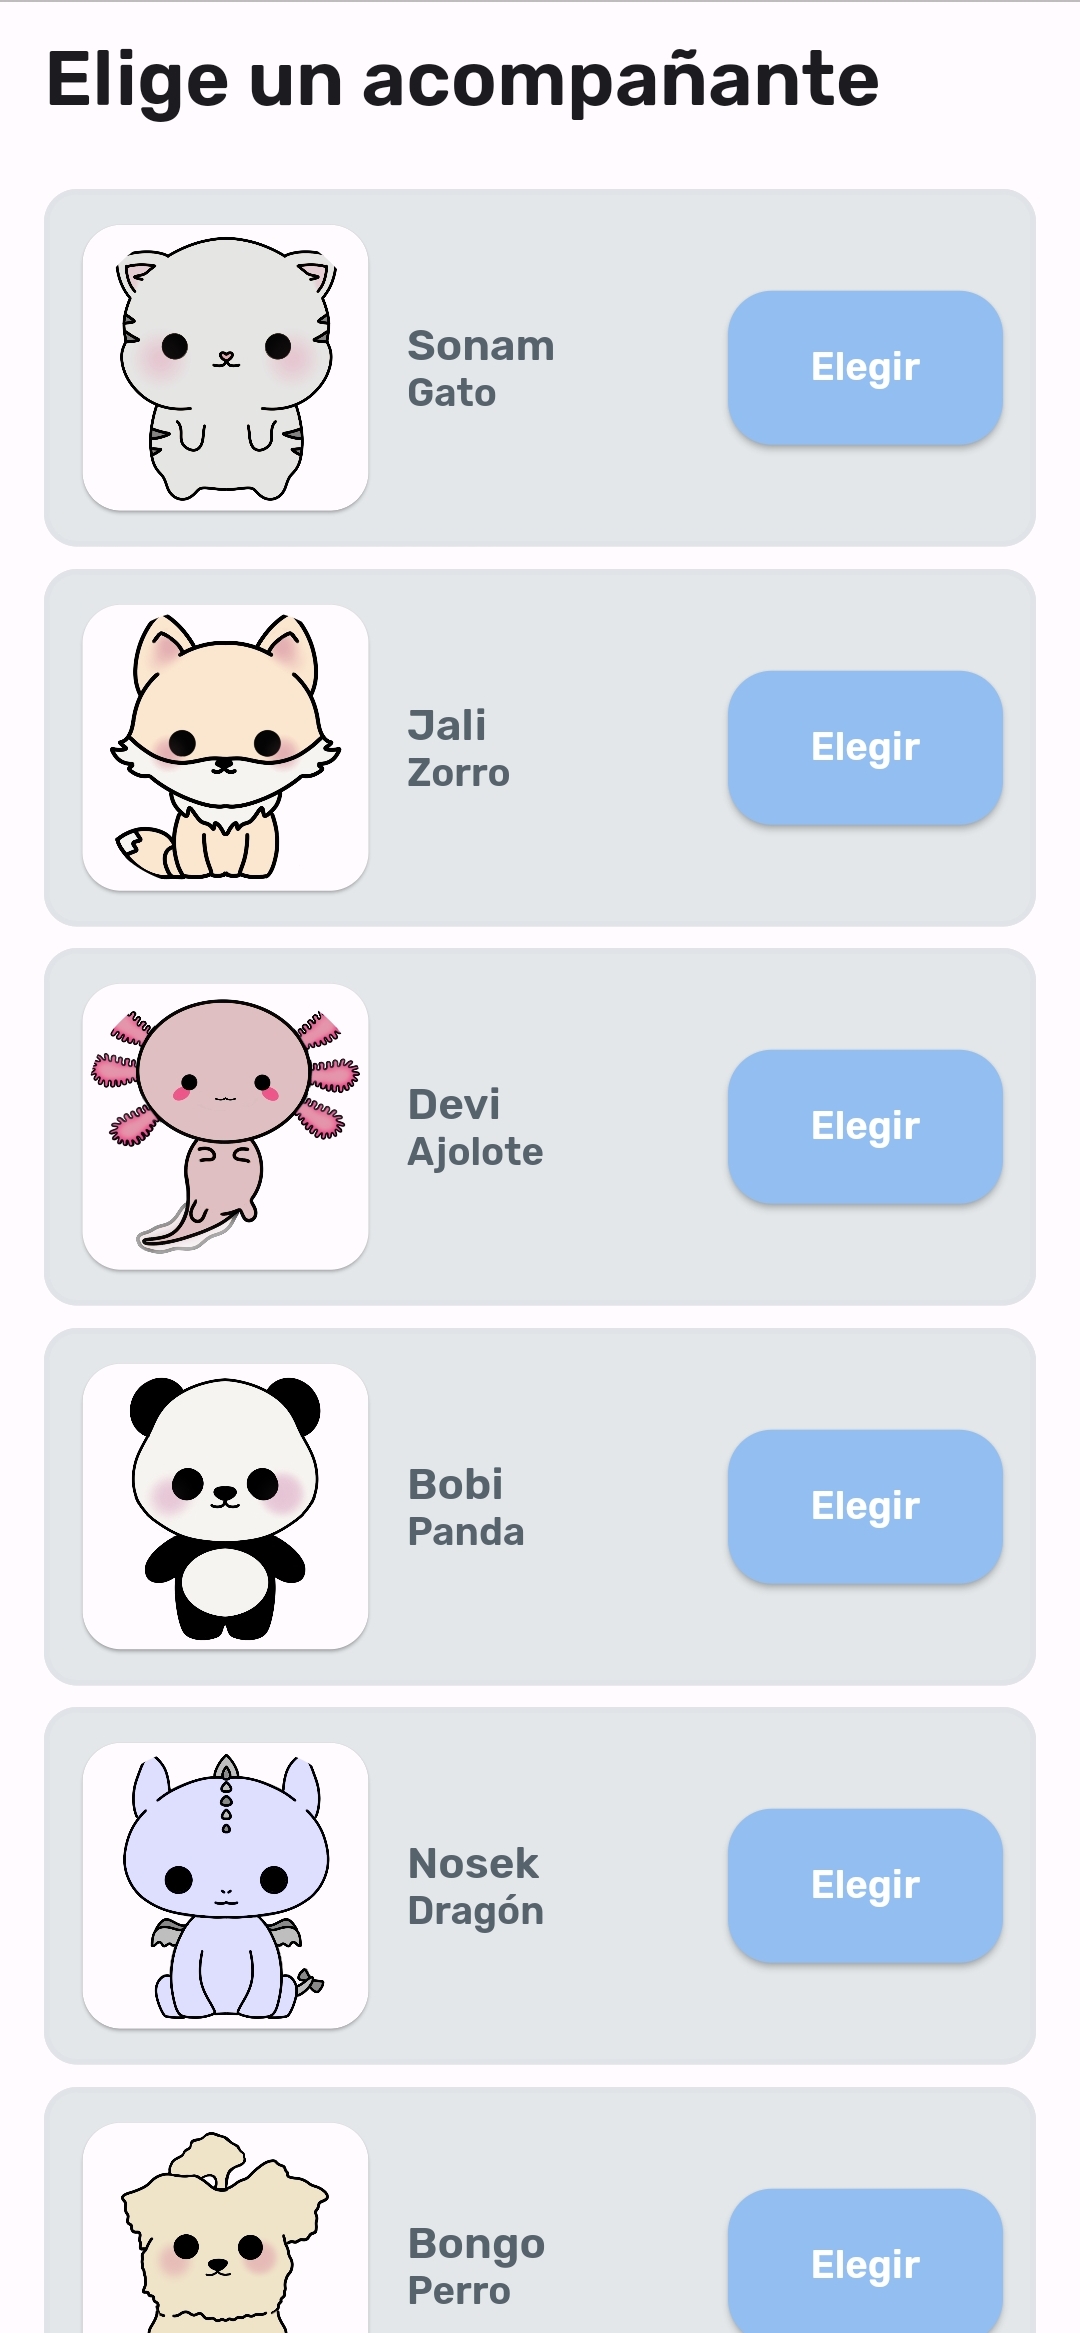 Elige un acompañante
Sonam
Gato
Elegir
Jali
Zorro
Elegir
Devi
Ajolote
Elegir
Bobi
Panda
Elegir
Nosek
Dragón
Elegir
Bongo
Perro
Elegir